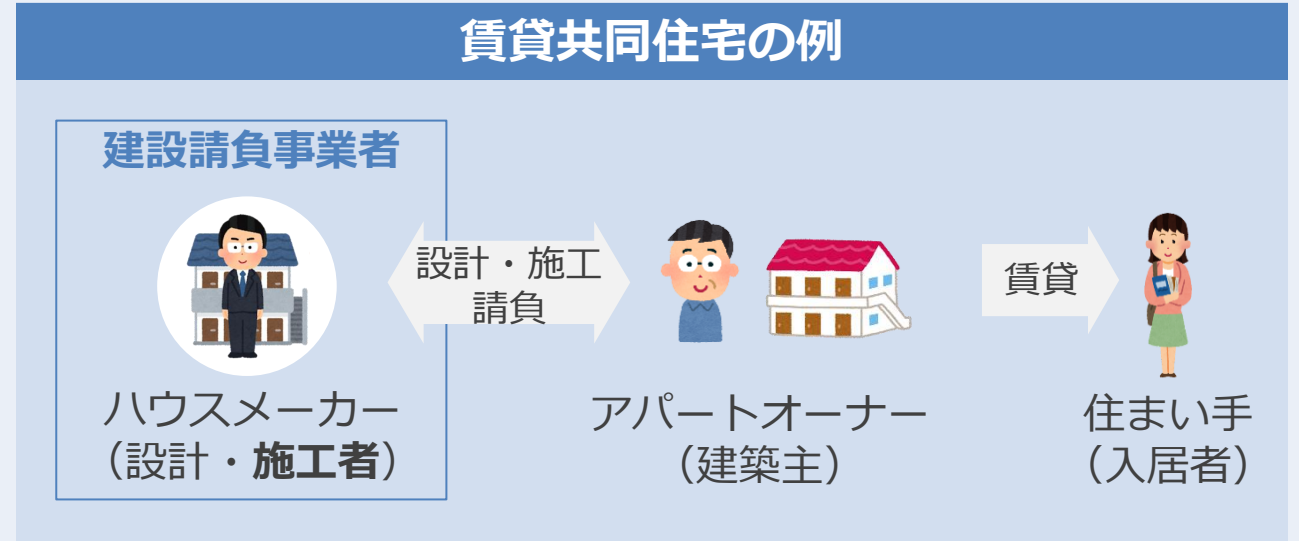 賃貸共同住宅の例
建設請負事業者
ハウスメーカー
（設計・施工者）
設計・施工
請負
アパートオーナー
（建築主）
賃貸
住まい手
（入居者）